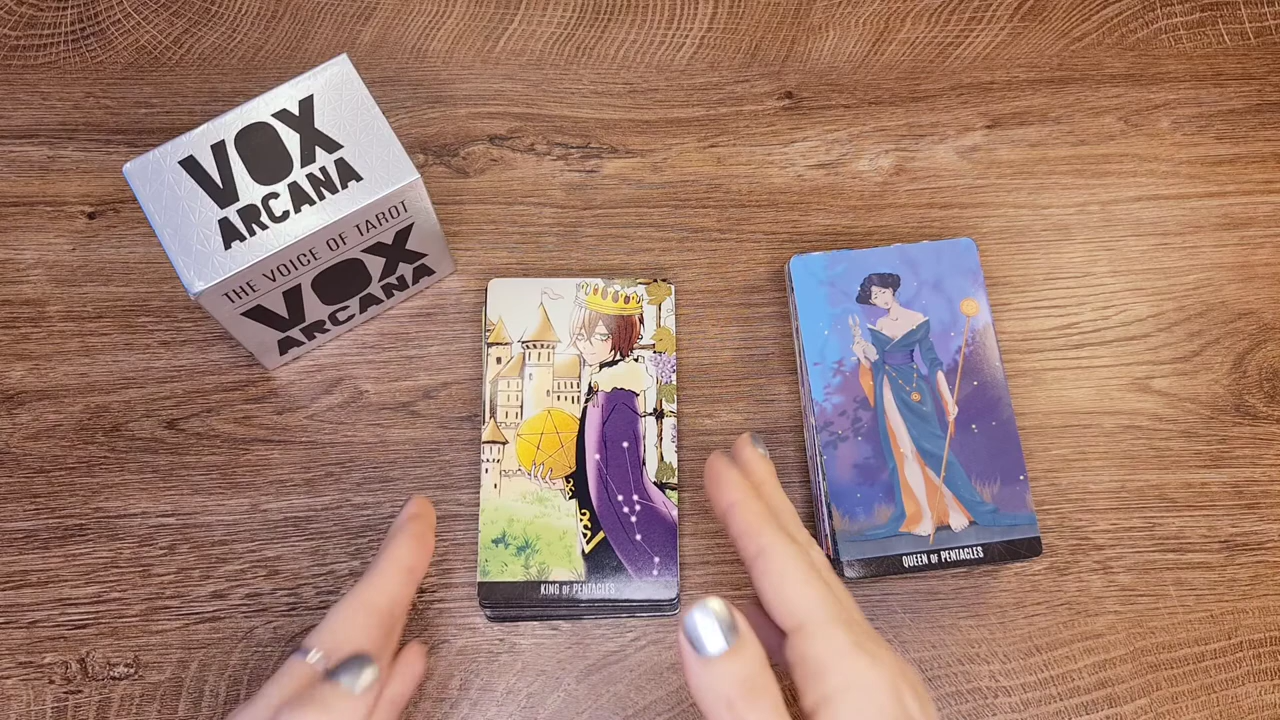 VOX
ARCANA
THE VOICE OF TAROT
VOX
ARCANA
KING OF PENTACLES
QUEEN OF PENTACLES